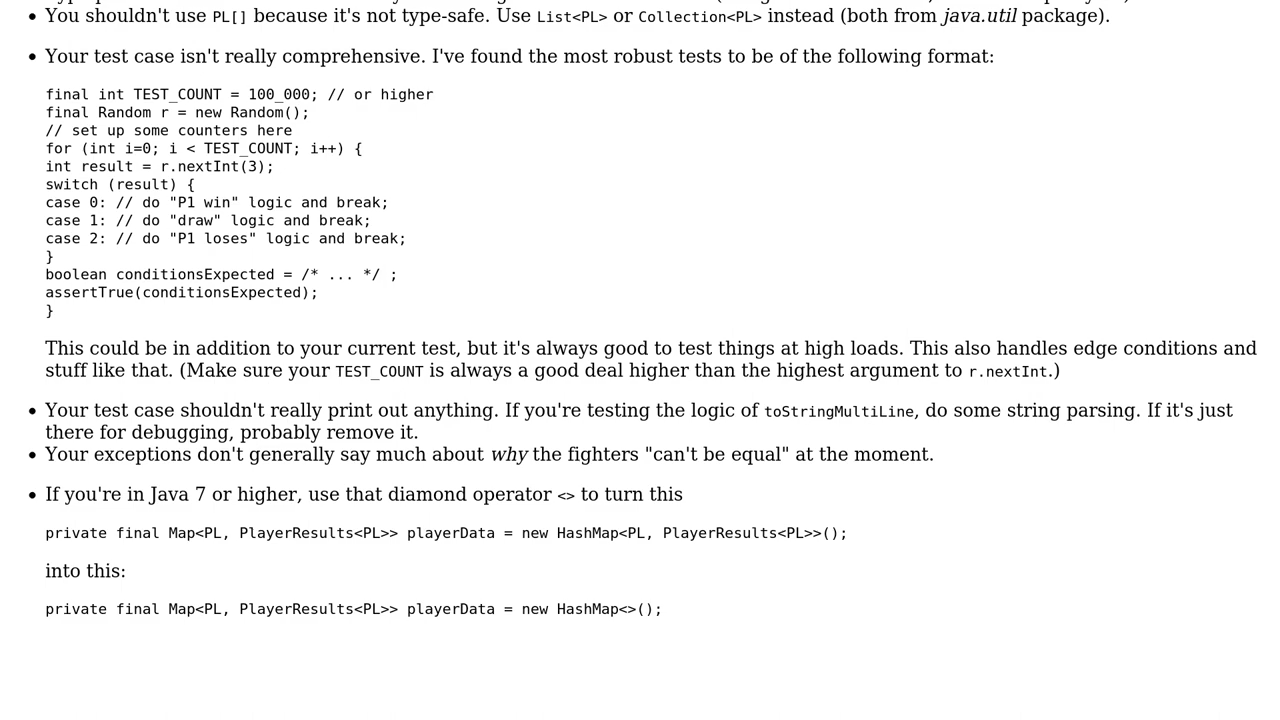 You shouldn't use PL[] because it's not type-safe. Use List<PL> or Collection<PL> instead (both from java.util package).
Your test case isn't really comprehensive. I've found the most robust tests to be of the following format:
final int TEST_COUNT = 100_000; // or higher
final Random r = new Random();
// set up some counters here
for (int i=0; i < TEST_COUNT; i++) {
int result = r.nextInt(3);
switch (result) {
case 0: // do "P1 win" logic and break;
case 1: // do "draw" logic and break;
case 2: // do "P1 loses" logic and break;
}
boolean conditionsExpected = /* ... */ ;
assertTrue(conditionsExpected);
}
This could be in addition to your current test, but it's always good to test things at high loads. This also handles edge conditions and
stuff like that. (Make sure your TEST_COUNT is always a good deal higher than the highest argument to r.nextInt.)
Your test case shouldn't really print out anything. If you're testing the logic of toStringMultiLine, do some string parsing. If it's just
there for debugging, probably remove it.
Your exceptions don't generally say much about why the fighters "can't be equal" at the moment.
If you're in Java 7 or higher, use that diamond operator <> to turn this
private final Map<PL, PlayerResults<PL>> playerData = new HashMap<PL, PlayerResults<PL>>();
into this:
private final Map<PL, PlayerResults<PL>> playerData = new HashMap<>();